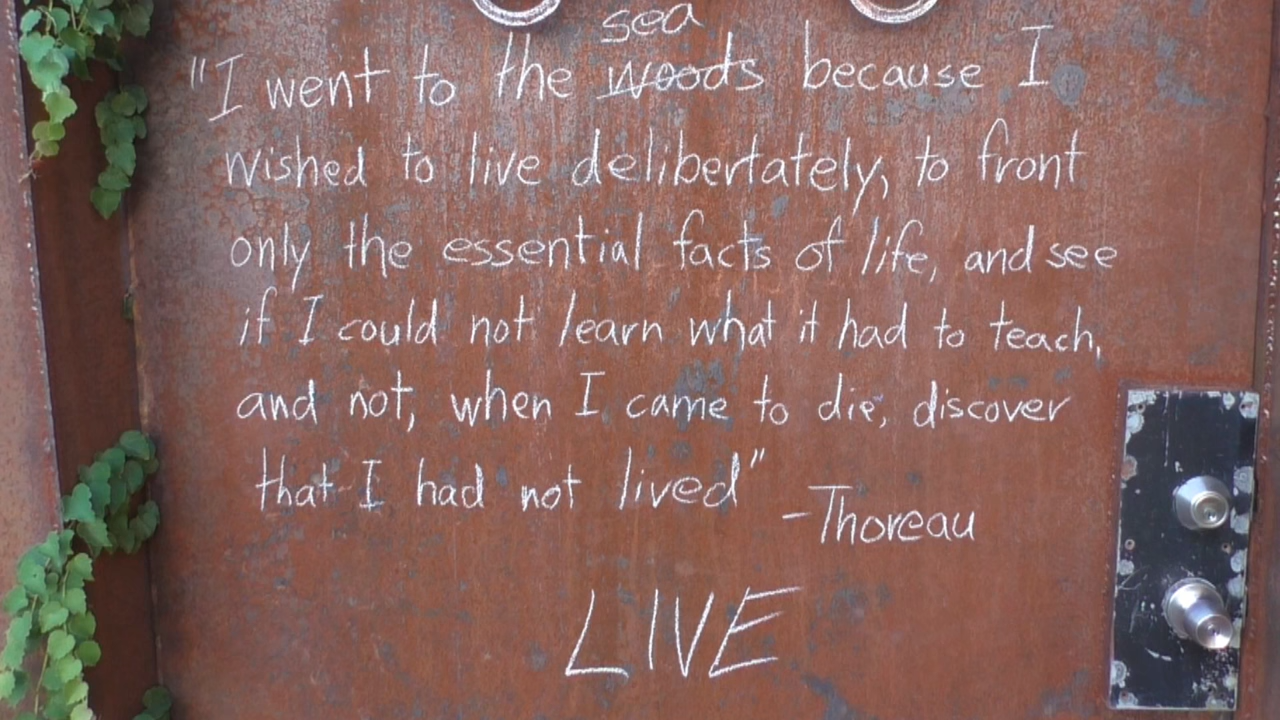 sea
"I went to the woods because I
wished to live delibertately, to front
only the essential facts of life, and see
if I could not learn what it had to teach,
and not, when I came to die, discover
that I had not lived"
-Thoreau
LIVE